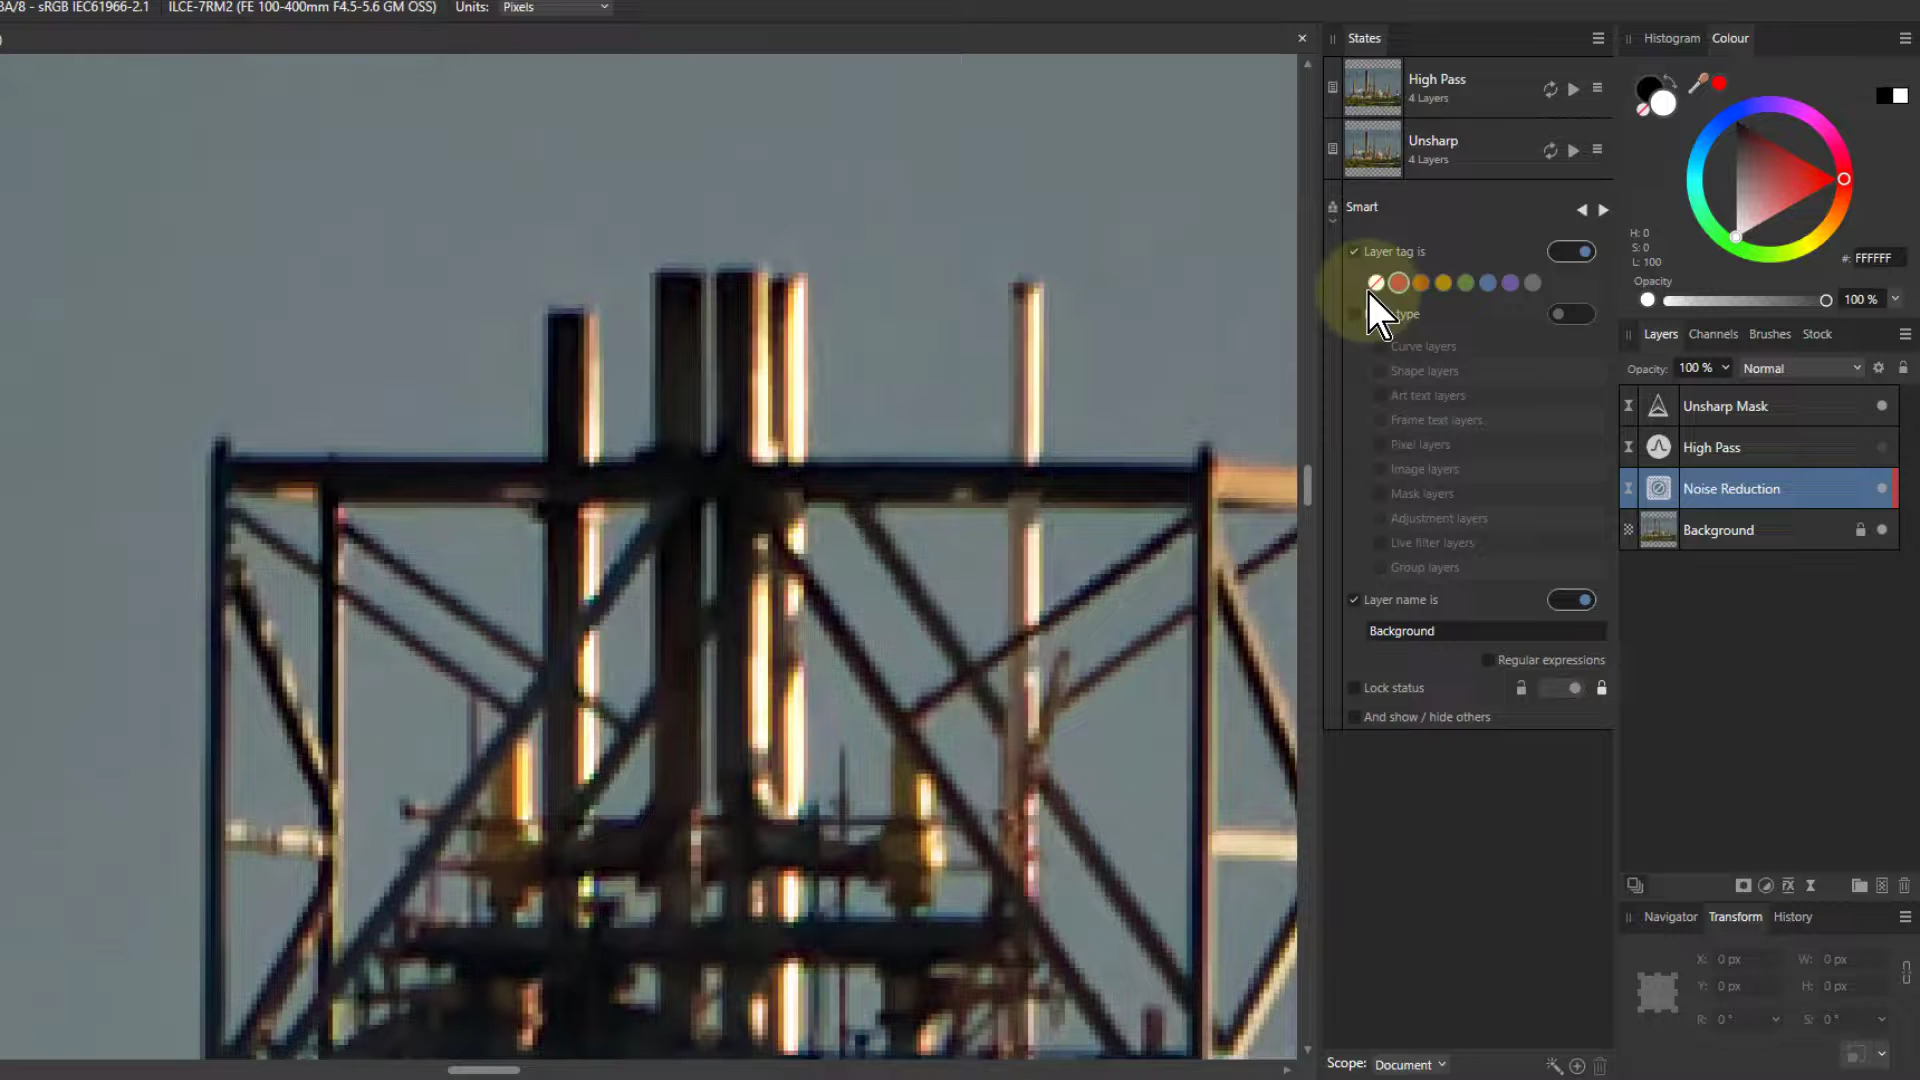 BA/8 - sRGB IEC61966-2.1 ILCE-7RM2 (FE 100-400mm F4.5-5.6 GM OSS) Units: Pixels
States
Histogram Colour
High Pass
4 Layers
Unsharp
4 Layers
Smart
Layer tag is
type
Curve layers
Shape layers
Art text layers
Frame text layers
Pixel layers
Image layers
Mask layers
Adjustment layers
Live filter layers
Group layers
Layer name is
Background
Regular expressions
Lock status
And show / hide others
Scope: Document
H: 0
S: 0
L: 100
#: FFFFFF
Opacity
100 %
Layers Channels Brushes Stock
Opacity: 100 % Normal
Unsharp Mask
High Pass
Noise Reduction
Background
Navigator Transform History
X: 0 px W: 0 px
Y: 0 px H: 0 px
R: 0 ° S: 0 °